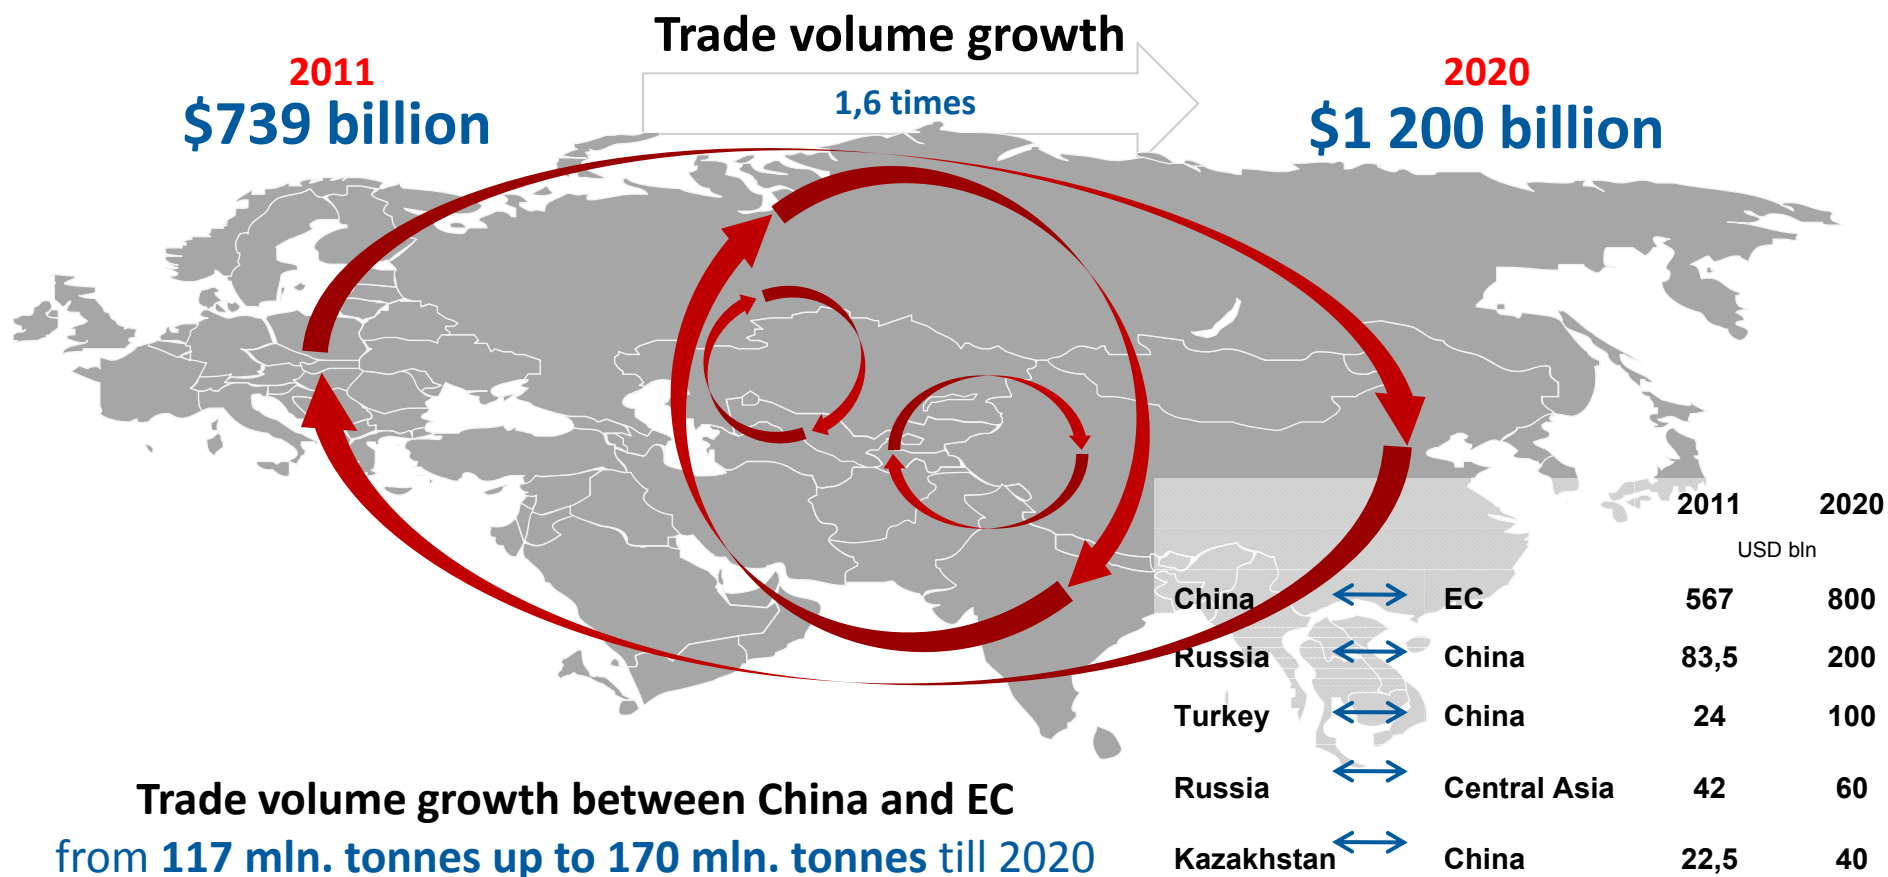 Trade volume growth
2011
$739 billion
1,6 times
2020
$1 200 billion
2011 2020
USD bln
China EC 567 800
Russia China 83,5 200
Turkey China 24 100
Russia Central Asia 42 60
Kazakhstan China 22,5 40
Trade volume growth between China and EC
from 117 mln. tonnes up to 170 mln. tonnes till 2020